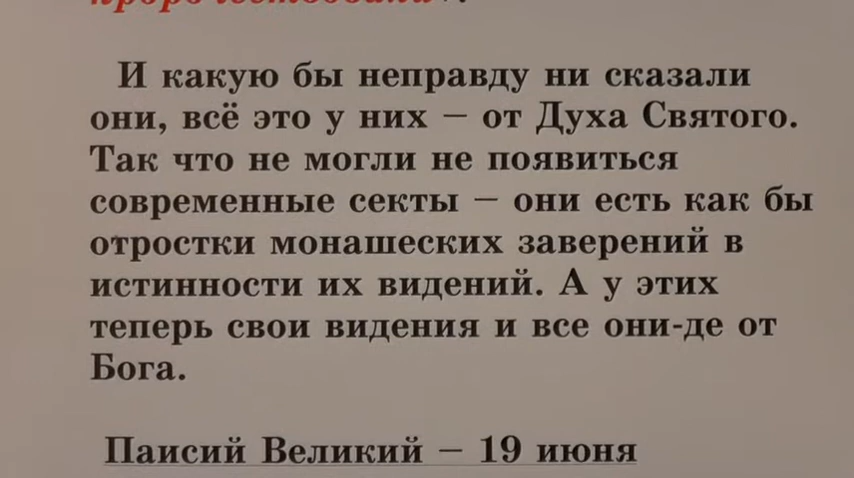 И какую бы неправду ни сказали
они, всё это у них – от Духа Святого.
Так что не могли не появиться
современные секты – они есть как бы
отростки монашеских заверений в
истинности их видений. А у этих
теперь свои видения и все они-де от
Бога.
Паисий Великий – 19 июня